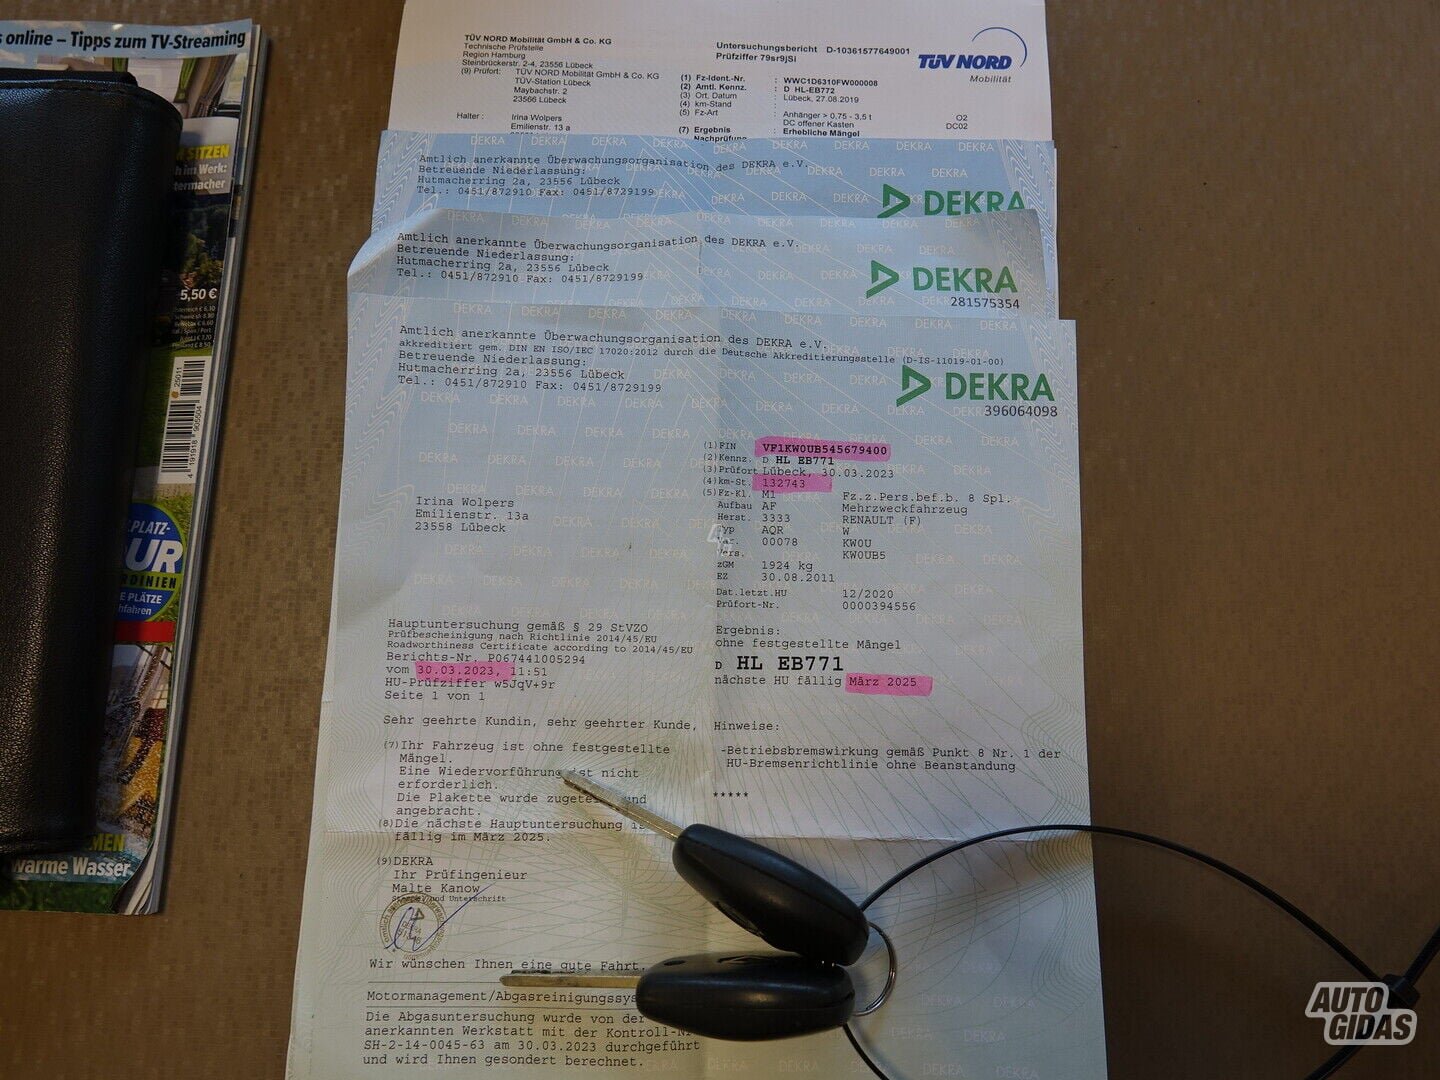 s online – Tipps zum TV-Streaming
SITZEN
h im Werk:
termacher
5,50 €
4 191918 905504
25011
PLATZ-
UR
E PLÄTZE
warme Wasser
TÜV NORD Mobilität GmbH & Co. KG
Technische Prüfstelle
Region Hamburg
Steinbrückerstr. 2-4, 23556 Lübeck
(9) Prüfort: TÜV NORD Mobilität GmbH & Co. KG
TÜV-Station Lübeck
Maybachstr. 2
23566 Lübeck
Halter : Irina Wolpers
Emilienstr. 13 a
Untersuchungsbericht D-10361577649001
Prüfziffer 79sr9jSi
TÜV NORD
Mobilität
(1) Fz-Ident.-Nr. : WWC1D6310FW000008
(2) Amtl. Kennz. : D HL-EB772
(3) Ort, Datum : Lübeck, 27.08.2019
(4) km-Stand :
(5) Fz-Art : Anhänger > 0,75 - 3,5 t O2
DC offener Kasten DC02
(7) Ergebnis : Erhebliche Mängel
Nachprüfung
Amtlich anerkannte Überwachungsorganisation des DEKRA e.V.
Betreuende Niederlassung:
Hutmacherring 2a, 23556 Lübeck
Tel.: 0451/872910 Fax: 0451/8729199
DEKRA
Amtlich anerkannte Überwachungsorganisation des DEKRA e.V.
Betreuende Niederlassung:
Hutmacherring 2a, 23556 Lübeck
Tel.: 0451/872910 Fax: 0451/8729199
DEKRA
281575354
Amtlich anerkannte Überwachungsorganisation des DEKRA e.V.
akkreditiert gem. DIN EN ISO/IEC 17020:2012 durch die Deutsche Akkreditierungsstelle (D-IS-11019-01-00)
Betreuende Niederlassung:
Hutmacherring 2a, 23556 Lübeck
Tel.: 0451/872910 Fax: 0451/8729199
DEKRA
396064098
(1) FIN VF1KW0UB545679400
(2) Kennz. D HL EB771
(3) Prüfort Lübeck, 30.03.2023
(4) km-St. 132743
(5) Fz-Kl. M1 Fz.z.Pers.bef.b. 8 Spl.
Aufbau AF Mehrzweckfahrzeug
Herst. 3333 RENAULT (F)
Typ AQR W
Var. 00078 KW0U
Vers. KW0UB5
zGM 1924 kg
EZ 30.08.2011
Dat.letzt.HU 12/2020
Prüfort-Nr. 0000394556
Irina Wolpers
Emilienstr. 13a
23558 Lübeck
Hauptuntersuchung gemäß § 29 StVZO
Prüfbescheinigung nach Richtlinie 2014/45/EU
Roadworthiness Certificate according to 2014/45/EU
Berichts-Nr. P067441005294
vom 30.03.2023, 11:51
HU-Prüfziffer w5JqV+9r
Seite 1 von 1
Ergebnis:
ohne festgestellte Mängel
D HL EB771
nächste HU fällig März 2025
Sehr geehrte Kundin, sehr geehrter Kunde,
(7) Ihr Fahrzeug ist ohne festgestellte
Mängel.
Eine Wiedervorführung ist nicht
erforderlich.
Die Plakette wurde und
angebracht.
(8) Die nächste Hauptuntersuchung is
fällig im März 2025.
(9) DEKRA
Ihr Prüfingenieur
Malte Kanow
Stempel und Unterschrift
Hinweise:
-Betriebsbremswirkung gemäß Punkt 8 Nr. 1 der
HU-Bremsenrichtlinie ohne Beanstandung
*****
Wir wünschen Ihnen eine gute Fahrt.
Motormanagement/Abgasreinigungssys
Die Abgasuntersuchung wurde von der
anerkannten Werkstatt mit der Kontroll-N
SH-2-14-0045-63 am 30.03.2023 durchgeführt
und wird Ihnen gesondert berechnet.
AUTO
GIDAS